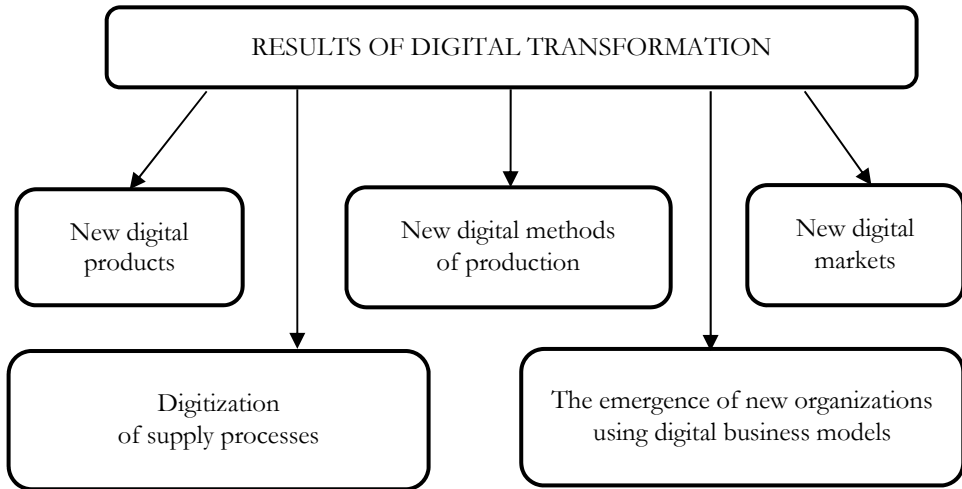 RESULTS OF DIGITAL TRANSFORMATION
New digital
products
New digital methods
of production
New digital
markets
Digitization
of supply processes
The emergence of new organizations
using digital business models